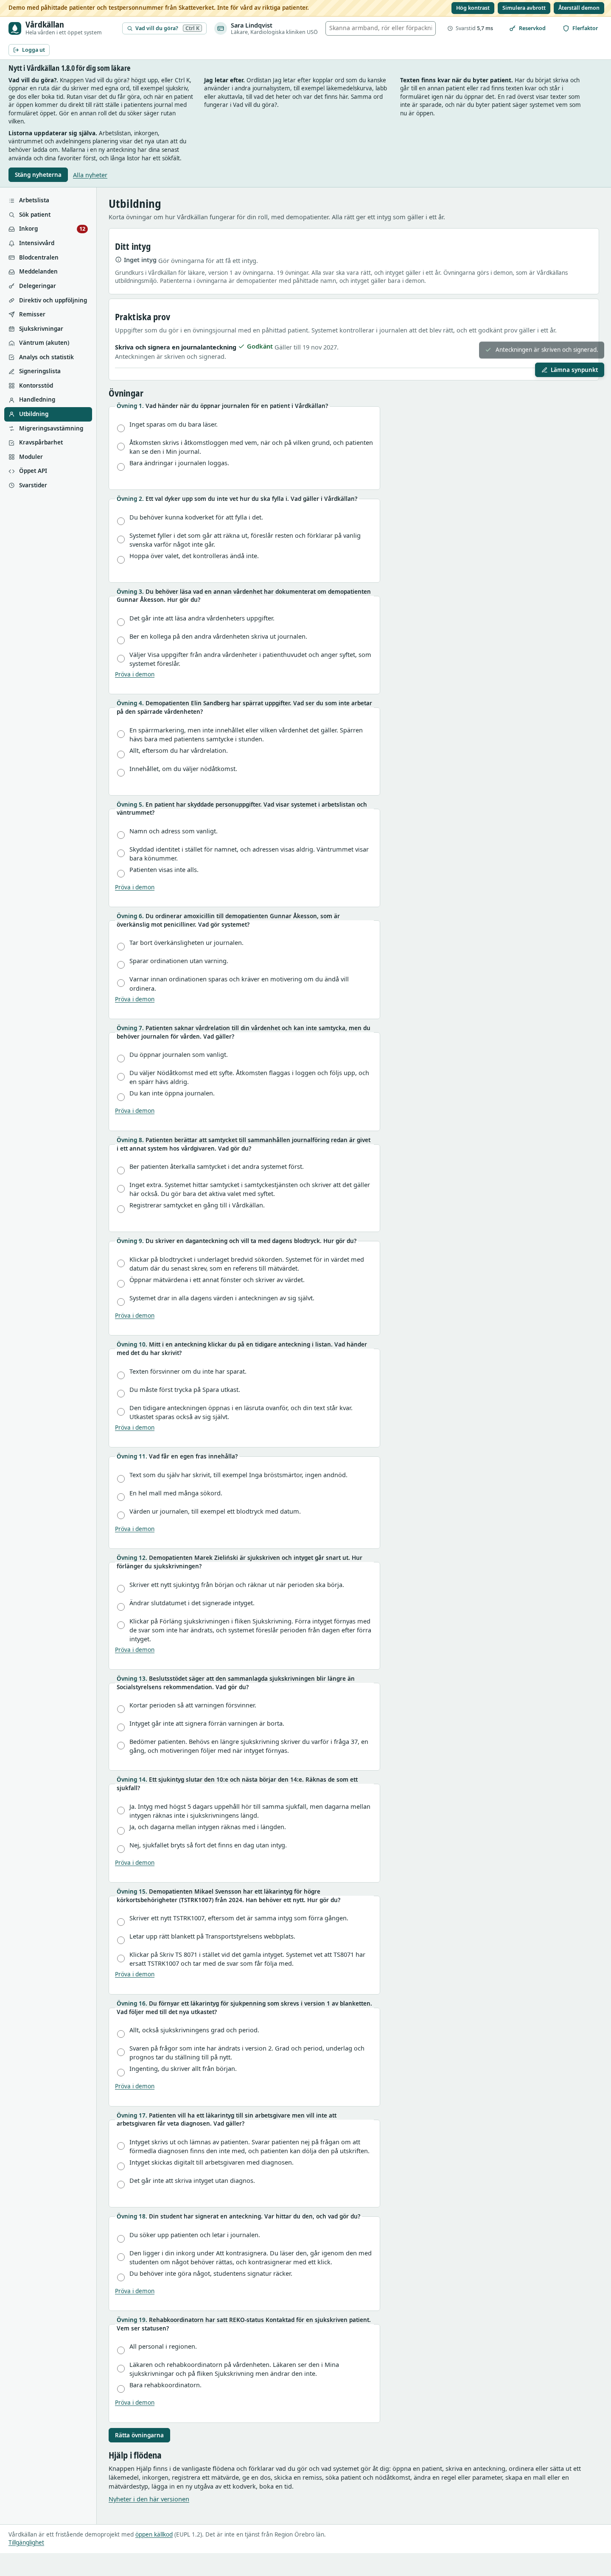 Demo med påhittade patienter och testpersonnummer från Skatteverket. Inte för vård av riktiga patienter.
Hög kontrast
Simulera avbrott
Återställ demon
Vårdkällan
Hela vården i ett öppet system
Vad vill du göra? Ctrl K
Sara Lindqvist
Läkare, Kardiologiska kliniken USÖ
Skanna armband, rör eller förpackn
Svarstid 5,7 ms
Reservkod
Flerfaktor
Logga ut
Nytt i Vårdkällan 1.8.0 för dig som läkare
Vad vill du göra?. Knappen Vad vill du göra? högst upp, eller Ctrl K,
öppnar en ruta där du skriver med egna ord, till exempel sjukskriv,
ge dos eller boka tid. Rutan visar det du får göra, och när en patient
är öppen kommer du direkt till rätt ställe i patientens journal med
formuläret öppet. Gör en annan roll det du söker säger rutan
vilken.
Jag letar efter. Ordlistan Jag letar efter kopplar ord som du kanske
använder i andra journalsystem, till exempel läkemedelskurva, labb
eller akuttavla, till det heter och var det finns här. Samma ord
fungerar i Vad vill du göra?.
Texten finns kvar när du byter patient. Har du börjat skriva och
går till en annan patient eller rad finns texten kvar och står i
formuläret igen när du öppnar det. En rad överst visar texter som
inte är sparade, och när du byter patient säger systemet vem som
nu är öppen.
Listorna uppdaterar sig själva. Arbetslistan, inkorgen,
väntrummet och avdelningens planering visar det nya utan att du
behöver ladda om. Mallarna i en ny anteckning har dina senast
använda och dina favoriter först, och långa listor har ett sökfält.
Stäng nyheterna
Alla nyheter
Arbetslista
Sök patient
Inkorg 12
Intensivvård
Blodcentralen
Meddelanden
Delegeringar
Direktiv och uppföljning
Remisser
Sjukskrivningar
Väntrum (akuten)
Analys och statistik
Signeringslista
Kontorsstöd
Handledning
Utbildning
Migreringsavstämning
Kravspårbarhet
Moduler
Öppet API
Svarstider
Utbildning
Korta övningar om hur Vårdkällan fungerar för din roll, med demopatienter. Alla rätt ger ett intyg som gäller i ett år.
Ditt intyg
Inget intyg Gör övningarna för att få ett intyg.
Grundkurs i Vårdkällan för läkare, version 1 av övningarna. 19 övningar. Alla svar ska vara rätt, och intyget gäller i ett år. Övningarna görs i demon, som är Vårdkällans
utbildningsmiljö. Patienterna i övningarna är demopatienter med påhittade namn, och intyget gäller bara i demon.
Praktiska prov
Uppgifter som du gör i en övningsjournal med en påhittad patient. Systemet kontrollerar i journalen att det blev rätt, och ett godkänt prov gäller i ett år.
Skriva och signera en journalanteckning Godkänt Gäller till 19 nov 2027.
Anteckningen är skriven och signerad.
Anteckningen är skriven och signerad.
Lämna synpunkt
Övningar
Övning 1. Vad händer när du öppnar journalen för en patient i Vårdkällan?
Inget sparas om du bara läser.
Åtkomsten skrivs i åtkomstloggen med vem, när och på vilken grund, och patienten
kan se den i Min journal.
Bara ändringar i journalen loggas.
Övning 2. Ett val dyker upp som du inte vet hur du ska fylla i. Vad gäller i Vårdkällan?
Du behöver kunna kodverket för att fylla i det.
Systemet fyller i det som går att räkna ut, föreslår resten och förklarar på vanlig
svenska varför något inte går.
Hoppa över valet, det kontrolleras ändå inte.
Övning 3. Du behöver läsa vad en annan vårdenhet har dokumenterat om demopatienten
Gunnar Åkesson. Hur gör du?
Det går inte att läsa andra vårdenheters uppgifter.
Ber en kollega på den andra vårdenheten skriva ut journalen.
Väljer Visa uppgifter från andra vårdenheter i patienthuvudet och anger syftet, som
systemet föreslår.
Pröva i demon
Övning 4. Demopatienten Elin Sandberg har spärrat uppgifter. Vad ser du som inte arbetar
på den spärrade vårdenheten?
En spärrmarkering, men inte innehållet eller vilken vårdenhet det gäller. Spärren
hävs bara med patientens samtycke i stunden.
Allt, eftersom du har vårdrelation.
Innehållet, om du väljer nödåtkomst.
Övning 5. En patient har skyddade personuppgifter. Vad visar systemet i arbetslistan och
väntrummet?
Namn och adress som vanligt.
Skyddad identitet i stället för namnet, och adressen visas aldrig. Väntrummet visar
bara könummer.
Patienten visas inte alls.
Pröva i demon
Övning 6. Du ordinerar amoxicillin till demopatienten Gunnar Åkesson, som är
överkänslig mot penicilliner. Vad gör systemet?
Tar bort överkänsligheten ur journalen.
Sparar ordinationen utan varning.
Varnar innan ordinationen sparas och kräver en motivering om du ändå vill
ordinera.
Pröva i demon
Övning 7. Patienten saknar vårdrelation till din vårdenhet och kan inte samtycka, men du
behöver journalen för vården. Vad gäller?
Du öppnar journalen som vanligt.
Du väljer Nödåtkomst med ett syfte. Åtkomsten flaggas i loggen och följs upp, och
en spärr hävs aldrig.
Du kan inte öppna journalen.
Pröva i demon
Övning 8. Patienten berättar att samtycket till sammanhållen journalföring redan är givet
i ett annat system hos vårdgivaren. Vad gör du?
Ber patienten återkalla samtycket i det andra systemet först.
Inget extra. Systemet hittar samtycket i samtyckestjänsten och skriver att det gäller
här också. Du gör bara det aktiva valet med syftet.
Registrerar samtycket en gång till i Vårdkällan.
Övning 9. Du skriver en daganteckning och vill ta med dagens blodtryck. Hur gör du?
Klickar på blodtrycket i underlaget bredvid sökorden. Systemet för in värdet med
datum där du senast skrev, som en referens till mätvärdet.
Öppnar mätvärdena i ett annat fönster och skriver av värdet.
Systemet drar in alla dagens värden i anteckningen av sig självt.
Pröva i demon
Övning 10. Mitt i en anteckning klickar du på en tidigare anteckning i listan. Vad händer
med det du har skrivit?
Texten försvinner om du inte har sparat.
Du måste först trycka på Spara utkast.
Den tidigare anteckningen öppnas i en läsruta ovanför, och din text står kvar.
Utkastet sparas också av sig självt.
Pröva i demon
Övning 11. Vad får en egen fras innehålla?
Text som du själv har skrivit, till exempel Inga bröstsmärtor, ingen andnöd.
En hel mall med många sökord.
Värden ur journalen, till exempel ett blodtryck med datum.
Pröva i demon
Övning 12. Demopatienten Marek Zieliński är sjukskriven och intyget går snart ut. Hur
förlänger du sjukskrivningen?
Skriver ett nytt sjukintyg från början och räknar ut när perioden ska börja.
Ändrar slutdatumet i det signerade intyget.
Klickar på Förläng sjukskrivningen i fliken Sjukskrivning. Förra intyget förnyas med
de svar som inte har ändrats, och systemet föreslår perioden från dagen efter förra
intyget.
Pröva i demon
Övning 13. Beslutsstödet säger att den sammanlagda sjukskrivningen blir längre än
Socialstyrelsens rekommendation. Vad gör du?
Kortar perioden så att varningen försvinner.
Intyget går inte att signera förrän varningen är borta.
Bedömer patienten. Behövs en längre sjukskrivning skriver du varför i fråga 37, en
gång, och motiveringen följer med när intyget förnyas.
Övning 14. Ett sjukintyg slutar den 10:e och nästa börjar den 14:e. Räknas de som ett
sjukfall?
Ja. Intyg med högst 5 dagars uppehåll hör till samma sjukfall, men dagarna mellan
intygen räknas inte i sjukskrivningens längd.
Ja, och dagarna mellan intygen räknas med i längden.
Nej, sjukfallet bryts så fort det finns en dag utan intyg.
Pröva i demon
Övning 15. Demopatienten Mikael Svensson har ett läkarintyg för högre
körkortsbehörigheter (TSTRK1007) från 2024. Han behöver ett nytt. Hur gör du?
Skriver ett nytt TSTRK1007, eftersom det är samma intyg som förra gången.
Letar upp rätt blankett på Transportstyrelsens webbplats.
Klickar på Skriv TS 8071 i stället vid det gamla intyget. Systemet vet att TS8071 har
ersatt TSTRK1007 och tar med de svar som får följa med.
Pröva i demon
Övning 16. Du förnyar ett läkarintyg för sjukpenning som skrevs i version 1 av blanketten.
Vad följer med till det nya utkastet?
Allt, också sjukskrivningens grad och period.
Svaren på frågor som inte har ändrats i version 2. Grad och period, underlag och
prognos tar du ställning till på nytt.
Ingenting, du skriver allt från början.
Pröva i demon
Övning 17. Patienten vill ha ett läkarintyg till sin arbetsgivare men vill inte att
arbetsgivaren får veta diagnosen. Vad gäller?
Intyget skrivs ut och lämnas av patienten. Svarar patienten nej på frågan om att
förmedla diagnosen finns den inte med, och patienten kan dölja den på utskriften.
Intyget skickas digitalt till arbetsgivaren med diagnosen.
Det går inte att skriva intyget utan diagnos.
Övning 18. Din student har signerat en anteckning. Var hittar du den, och vad gör du?
Du söker upp patienten och letar i journalen.
Den ligger i din inkorg under Att kontrasignera. Du läser den, går igenom den med
studenten om något behöver rättas, och kontrasignerar med ett klick.
Du behöver inte göra något, studentens signatur räcker.
Pröva i demon
Övning 19. Rehabkoordinatorn har satt REKO-status Kontaktad för en sjukskriven patient.
Vem ser statusen?
All personal i regionen.
Läkaren och rehabkoordinatorn på vårdenheten. Läkaren ser den i Mina
sjukskrivningar och på fliken Sjukskrivning men ändrar den inte.
Bara rehabkoordinatorn.
Pröva i demon
Rätta övningarna
Hjälp i flödena
Knappen Hjälp finns i de vanligaste flödena och förklarar vad du gör och vad systemet gör åt dig: öppna en patient, skriva en anteckning, ordinera eller sätta ut ett
läkemedel, inkorgen, registrera ett mätvärde, ge en dos, skicka en remiss, söka patient och nödåtkomst, ändra en regel eller parameter, skapa en mall eller en
mätvärdestyp, lägga in en ny utgåva av ett kodverk, boka en tid.
Nyheter i den här versionen
Vårdkällan är ett fristående demoprojekt med öppen källkod (EUPL 1.2). Det är inte en tjänst från Region Örebro län.
Tillgänglighet